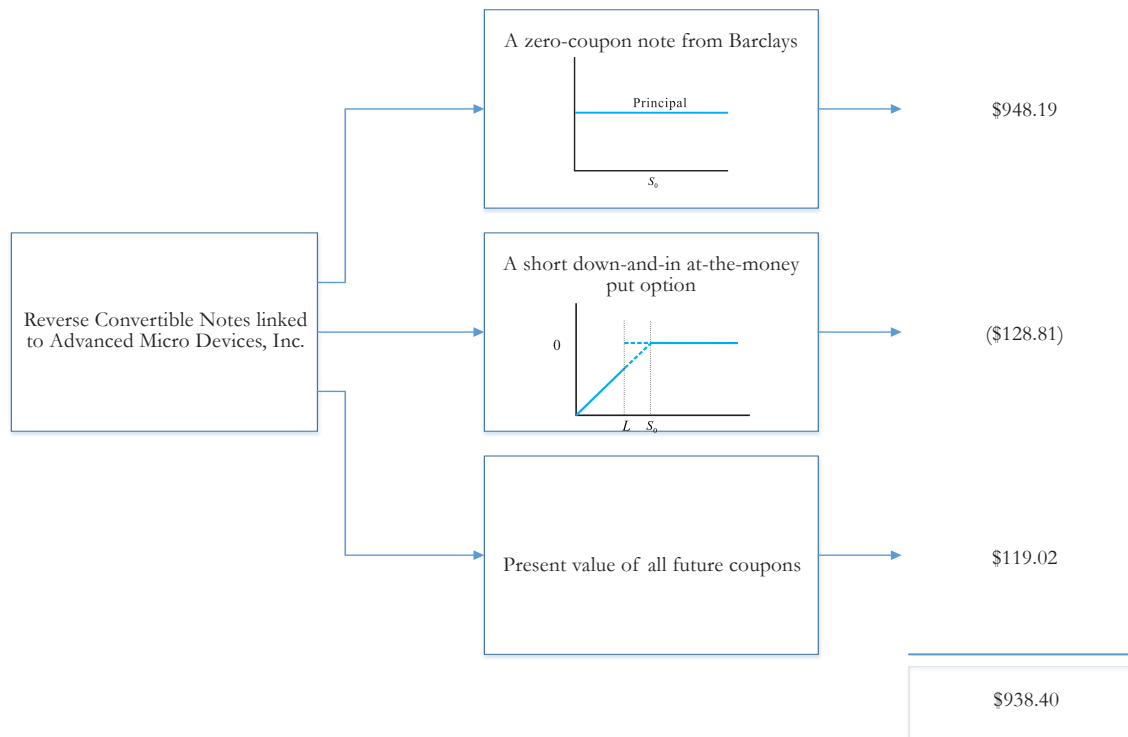 A zero-coupon note from Barclays
Principal
S₀
$948.19
Reverse Convertible Notes linked
to Advanced Micro Devices, Inc.
A short down-and-in at-the-money
put option
0
L S₀
($128.81)
Present value of all future coupons
$119.02
$938.40